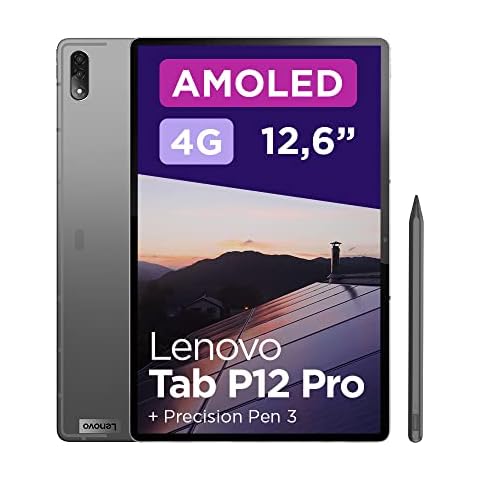 AMOLED
4G 12,6”
Lenovo
Tab P12 Pro
+ Precision Pen 3
Lenovo